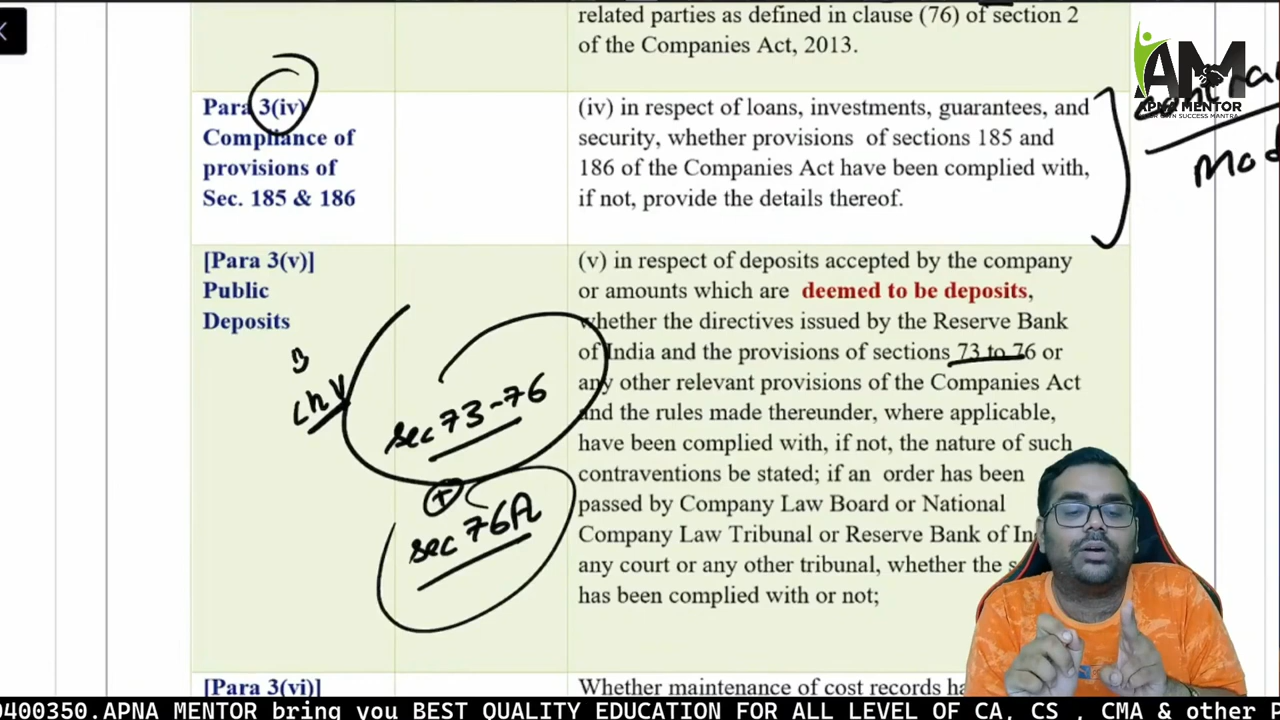 related parties as defined in clause (76) of section 2
of the Companies Act, 2013.
AM
APNA MENTOR
Para 3(iv)
Compliance of
provisions of
Sec. 185 & 186
(iv) in respect of loans, investments, guarantees, and
security, whether provisions of sections 185 and
186 of the Companies Act have been complied with,
if not, provide the details thereof.
[Para 3(v)]
Public
Deposits
ch V
sec 73-76
+
sec 76A
(v) in respect of deposits accepted by the company
or amounts which are deemed to be deposits,
whether the directives issued by the Reserve Bank
of India and the provisions of sections 73 to 76 or
any other relevant provisions of the Companies Act
and the rules made thereunder, where applicable,
have been complied with, if not, the nature of such
contraventions be stated; if an order has been
passed by Company Law Board or National
Company Law Tribunal or Reserve Bank of In
any court or any other tribunal, whether the s
has been complied with or not;
[Para 3(vi)]
Whether maintenance of cost records ha
0400350.APNA MENTOR bring you BEST QUALITY EDUCATION FOR ALL LEVEL OF CA, CS , CMA & other P